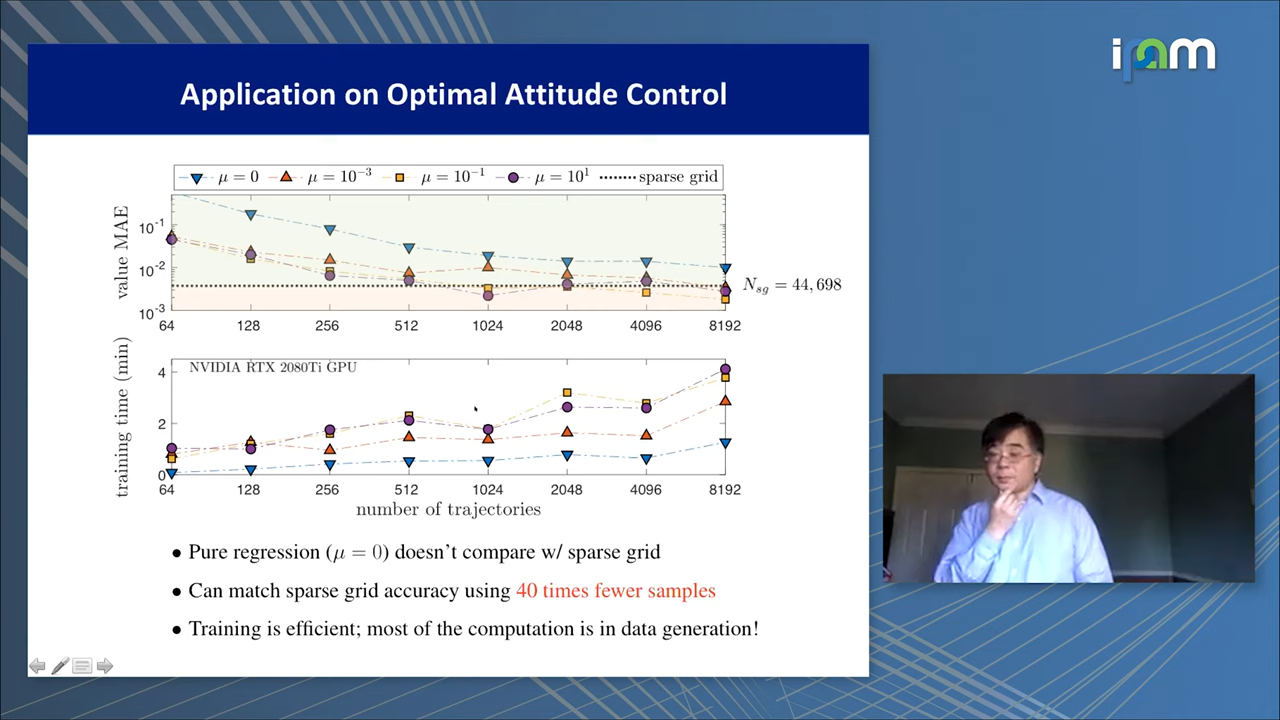 ipam
Application on Optimal Attitude Control
μ = 0 μ = 10⁻³ μ = 10⁻¹ μ = 10¹ sparse grid
value MAE
10⁻¹
10⁻²
10⁻³
64 128 256 512 1024 2048 4096 8192
N_sg = 44,698
training time (min)
NVIDIA RTX 2080Ti GPU
4
2
0
64 128 256 512 1024 2048 4096 8192
number of trajectories
• Pure regression (μ = 0) doesn't compare w/ sparse grid
• Can match sparse grid accuracy using 40 times fewer samples
• Training is efficient; most of the computation is in data generation!